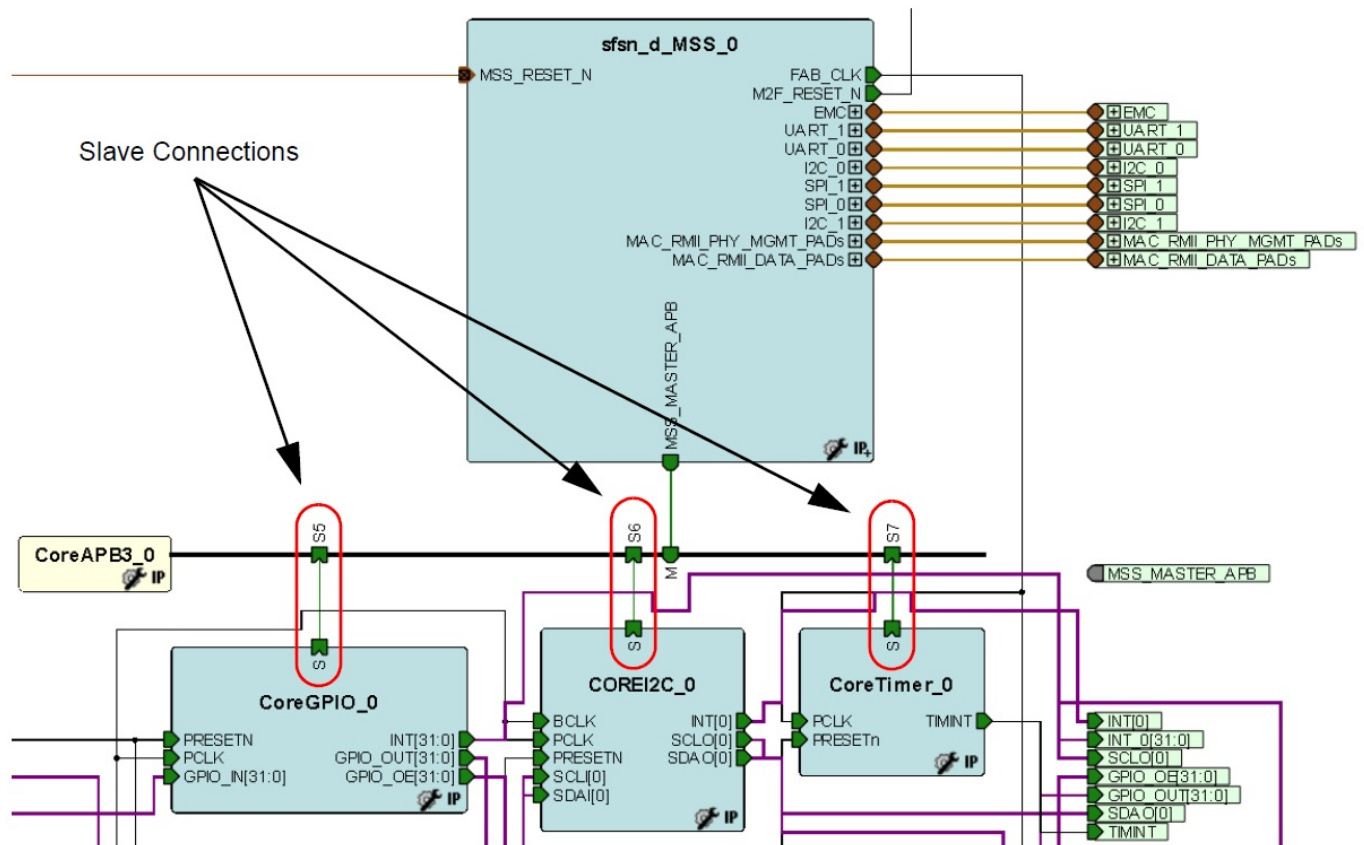 sfsn_d_MSS_0
MSS_RESET_N
FAB_CLK
M2F_RESET_N
EMC
UART_1
UART_0
I2C_0
SPI_1
SPI_0
I2C_1
MAC_RMII_PHY_MGMT_PADs
MAC_RMII_DATA_PADs
EMC
UART_1
UART_0
I2C_0
SPI_1
SPI_0
I2C_1
MAC_RMII_PHY_MGMT_PADs
MAC_RMII_DATA_PADs
Slave Connections
MSS_MASTER_APB
IP+
S5
S6
S7
M
CoreAPB3_0
IP
MSS_MASTER_APB
S
S
S
CoreGPIO_0
PRESETN
PCLK
GPIO_IN[31:0]
INT[31:0]
GPIO_OUT[31:0]
GPIO_OE[31:0]
IP
COREI2C_0
BCLK
PCLK
PRESETN
SCLI[0]
SDAI[0]
INT[0]
SCLO[0]
SDAO[0]
IP
CoreTimer_0
PCLK
PRESETn
TIMINT
IP
INT[0]
INT_0[31:0]
SCLO[0]
GPIO_OE[31:0]
GPIO_OUT[31:0]
SDAO[0]
TIMINT